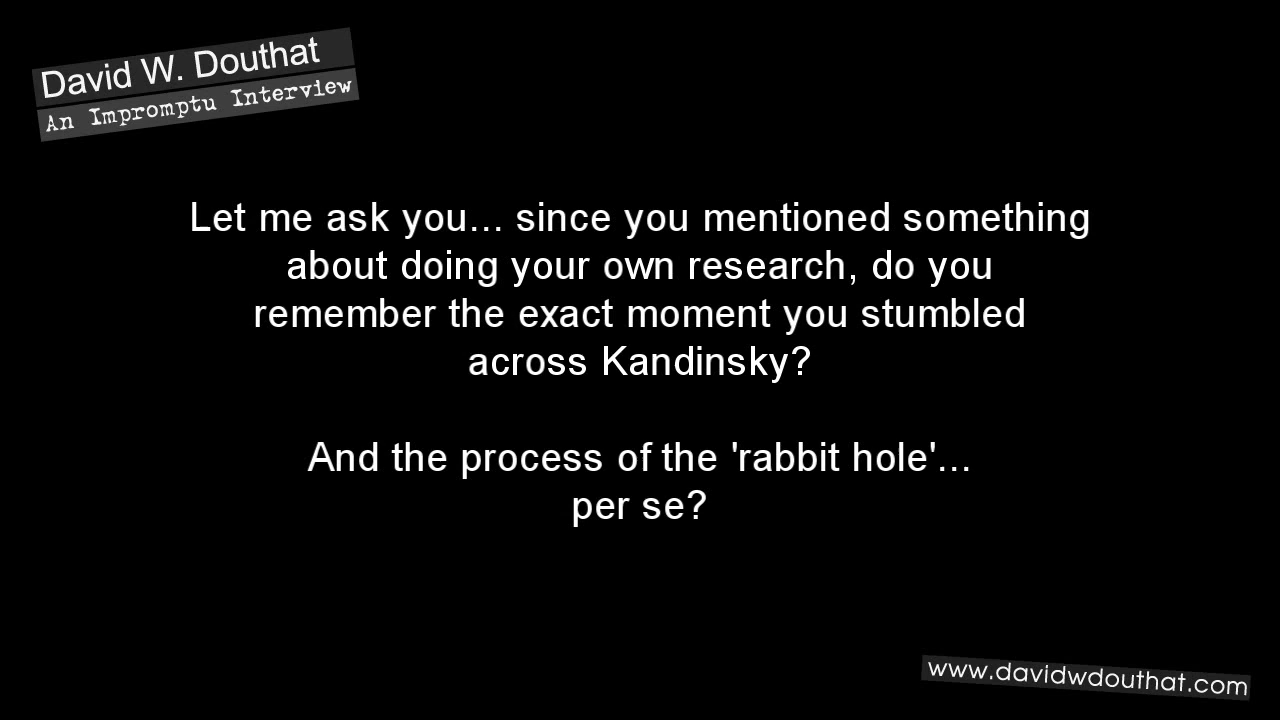 David W. Douthat
An Impromptu Interview
Let me ask you... since you mentioned something
about doing your own research, do you
remember the exact moment you stumbled
across Kandinsky?
And the process of the 'rabbit hole'...
per se?
www.davidwdouthat.com